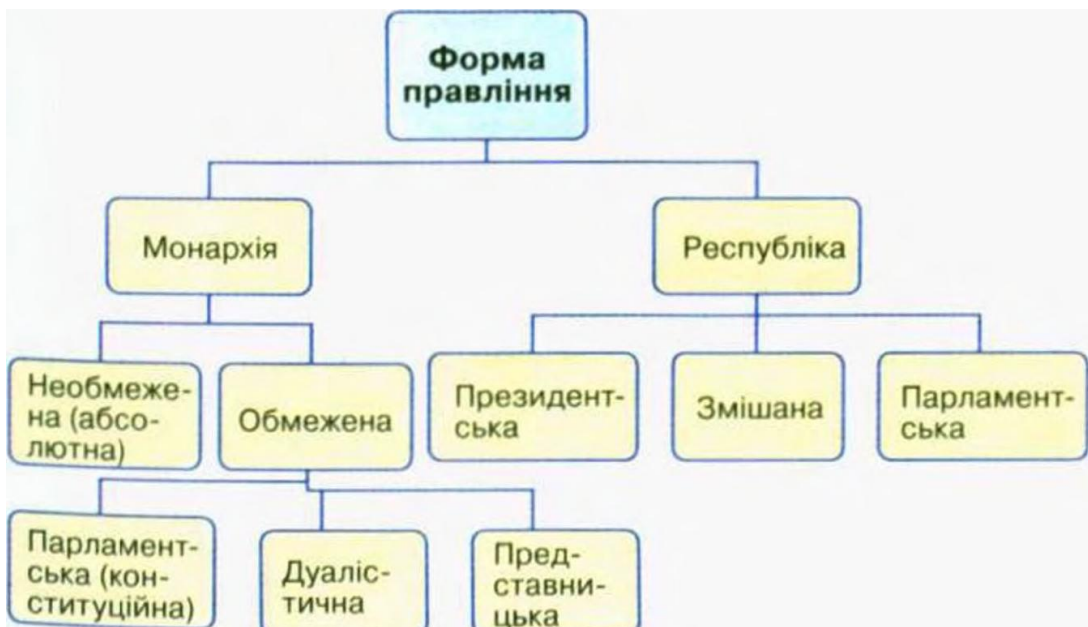 Форма
правління
Монархія
Республіка
Необмеже-
на (абсо-
лютна)
Обмежена
Президент-
ська
Змішана
Парламент-
ська
Парламент-
ська (кон-
ституційна)
Дуаліс-
тична
Пред-
ставни-
цька